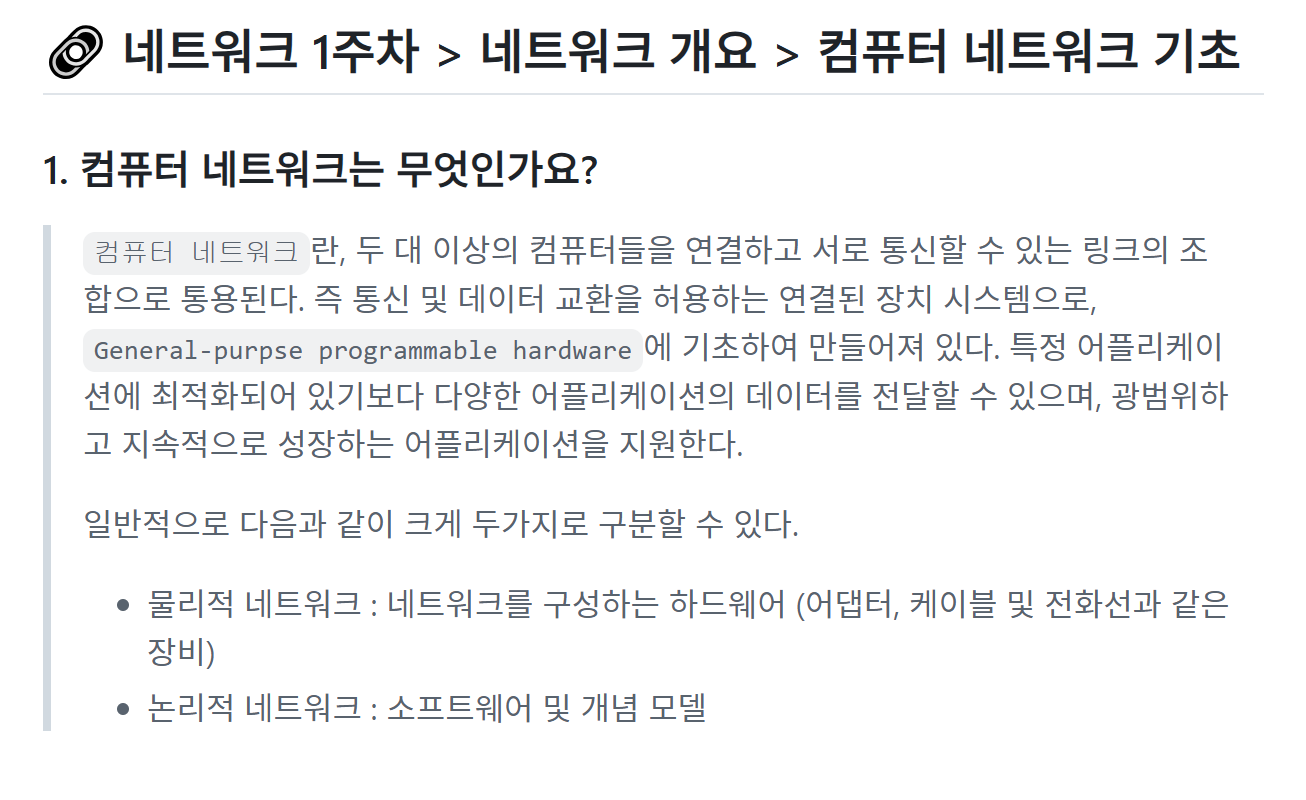 네트워크 1주차 > 네트워크 개요 > 컴퓨터 네트워크 기초
1. 컴퓨터 네트워크는 무엇인가요?
컴퓨터 네트워크란, 두 대 이상의 컴퓨터들을 연결하고 서로 통신할 수 있는 링크의 조
합으로 통용된다. 즉 통신 및 데이터 교환을 허용하는 연결된 장치 시스템으로,
General-purpse programmable hardware에 기초하여 만들어져 있다. 특정 어플리케이
션에 최적화되어 있기보다 다양한 어플리케이션의 데이터를 전달할 수 있으며, 광범위하
고 지속적으로 성장하는 어플리케이션을 지원한다.
일반적으로 다음과 같이 크게 두가지로 구분할 수 있다.
• 물리적 네트워크 : 네트워크를 구성하는 하드웨어 (어댑터, 케이블 및 전화선과 같은
장비)
• 논리적 네트워크 : 소프트웨어 및 개념 모델